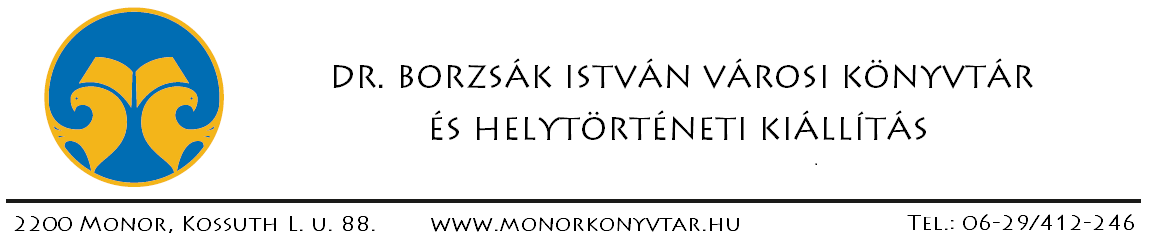 DR. BORZSÁK ISTVÁN VÁROSI KÖNYVTÁR
ÉS HELYTÖRTÉNETI KIÁLLÍTÁS
2200 MONOR, KOSSUTH L. U. 88. WWW.MONORKONYVTAR.HU TEL.: 06-29/412-246